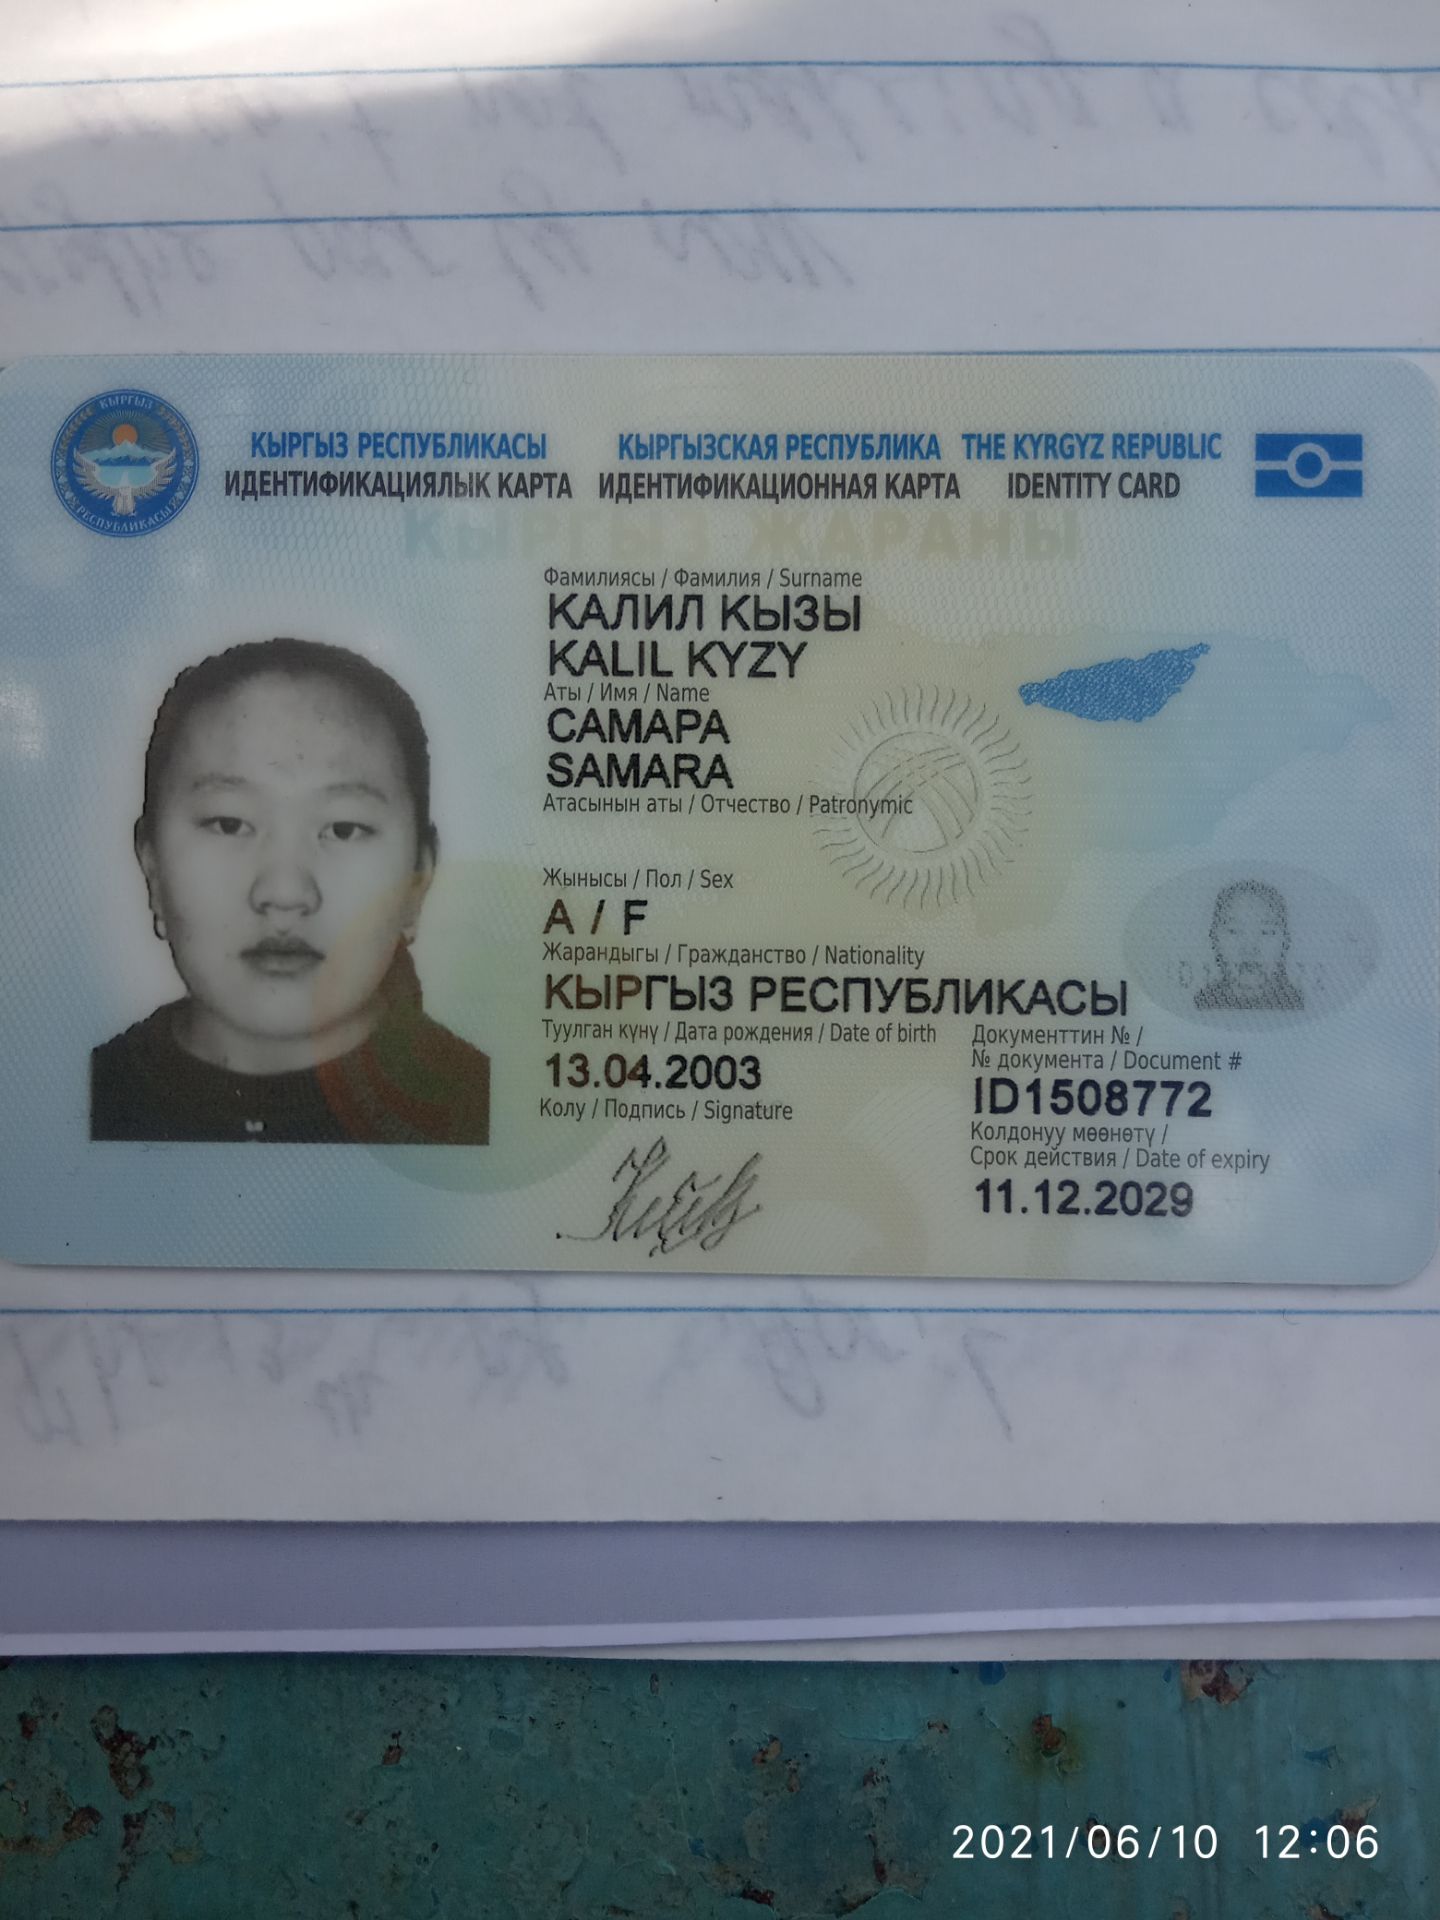 КЫРГЫЗ РЕСПУБЛИКАСЫ КЫРГЫЗСКАЯ РЕСПУБЛИКА THE KYRGYZ REPUBLIC
ИДЕНТИФИКАЦИЯЛЫК КАРТА ИДЕНТИФИКАЦИОННАЯ КАРТА IDENTITY CARD
КЫРГЫЗ РЕСПУБЛИКАСЫ
КЫРГЫЗ ЖАРАНЫ
Фамилиясы / Фамилия / Surname
КАЛИЛ КЫЗЫ
KALIL KYZY
Аты / Имя / Name
САМАРА
SAMARA
Атасынын аты / Отчество / Patronymic
Жынысы / Пол / Sex
А / F
Жарандыгы / Гражданство / Nationality
КЫРГЫЗ РЕСПУБЛИКАСЫ
Туулган күнү / Дата рождения / Date of birth
13.04.2003
Документтин № /
№ документа / Document #
ID1508772
Колу / Подпись / Signature
Колдонуу мөөнөтү /
Срок действия / Date of expiry
11.12.2029
2021/06/10 12:06